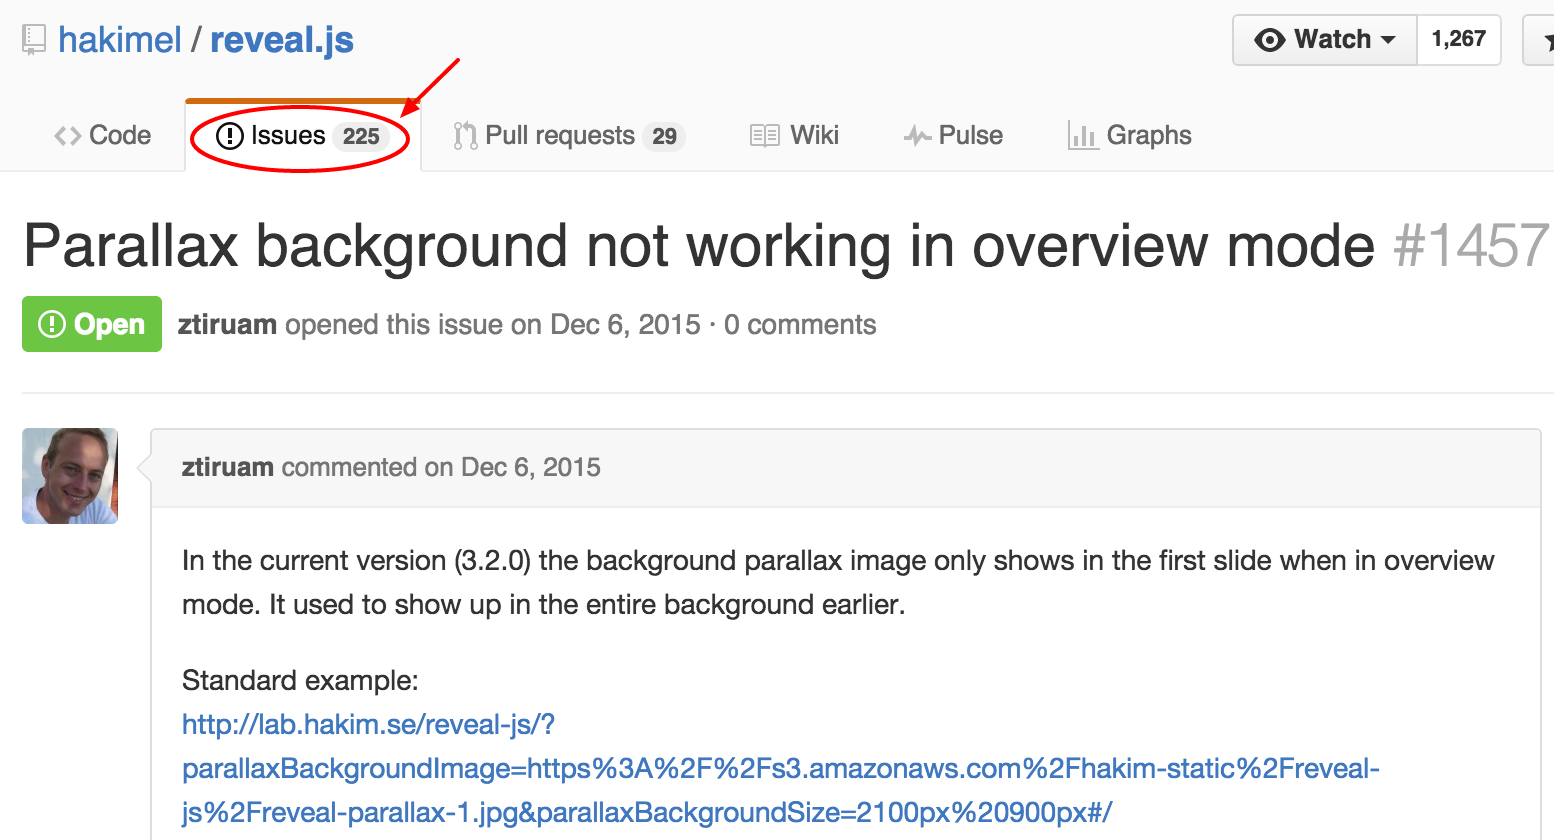 hakimel / reveal.js
Watch 1,267
Code Issues 225 Pull requests 29 Wiki Pulse Graphs
Parallax background not working in overview mode #1457
Open ztiruam opened this issue on Dec 6, 2015 · 0 comments
ztiruam commented on Dec 6, 2015
In the current version (3.2.0) the background parallax image only shows in the first slide when in overview
mode. It used to show up in the entire background earlier.
Standard example:
http://lab.hakim.se/reveal-js/?
parallaxBackgroundImage=https%3A%2F%2Fs3.amazonaws.com%2Fhakim-static%2Freveal-
js%2Freveal-parallax-1.jpg&parallaxBackgroundSize=2100px%20900px#/